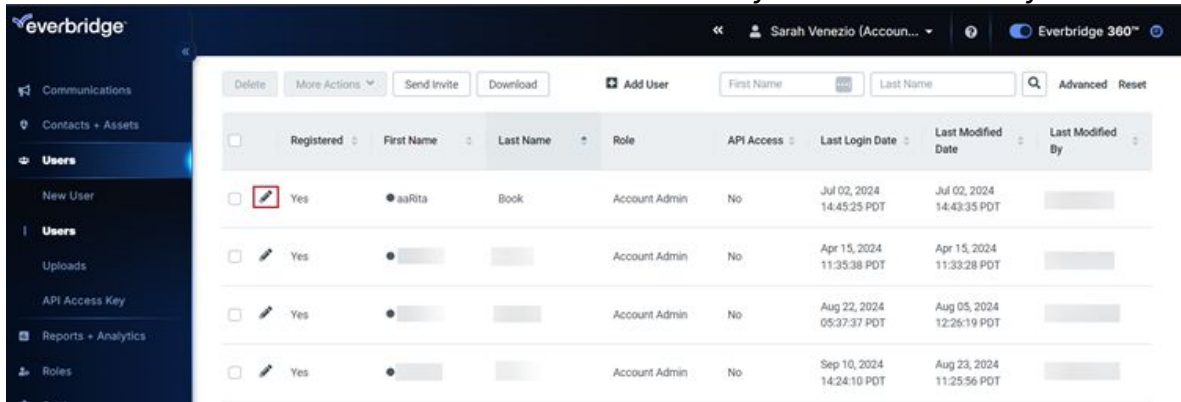 everbridge
« Sarah Venezio (Accoun... Everbridge 360™
«
Communications
Contacts + Assets
Users
New User
Users
Uploads
API Access Key
Reports + Analytics
Roles
Delete More Actions Send Invite Download Add User First Name Last Name Advanced Reset
Registered First Name Last Name Role API Access Last Login Date Last Modified Date Last Modified By
Yes aaRita Book Account Admin No Jul 02, 2024 14:45:25 PDT Jul 02, 2024 14:43:35 PDT
Yes Account Admin No Apr 15, 2024 11:35:38 PDT Apr 15, 2024 11:33:28 PDT
Yes Account Admin No Aug 22, 2024 05:37:37 PDT Aug 05, 2024 12:26:19 PDT
Yes Account Admin No Sep 10, 2024 14:24:10 PDT Aug 23, 2024 11:25:56 PDT